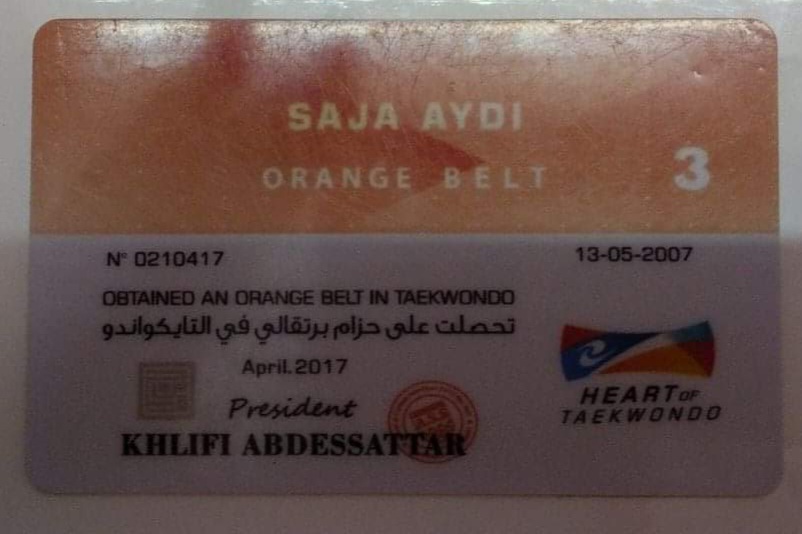 SAJA AYDI
ORANGE BELT
3
N° 0210417
13-05-2007
OBTAINED AN ORANGE BELT IN TAEKWONDO
تحصلت على حزام برتقالي في التايكواندو
April.2017
President
KHLIFI ABDESSATTAR
HEART OF
TAEKWONDO